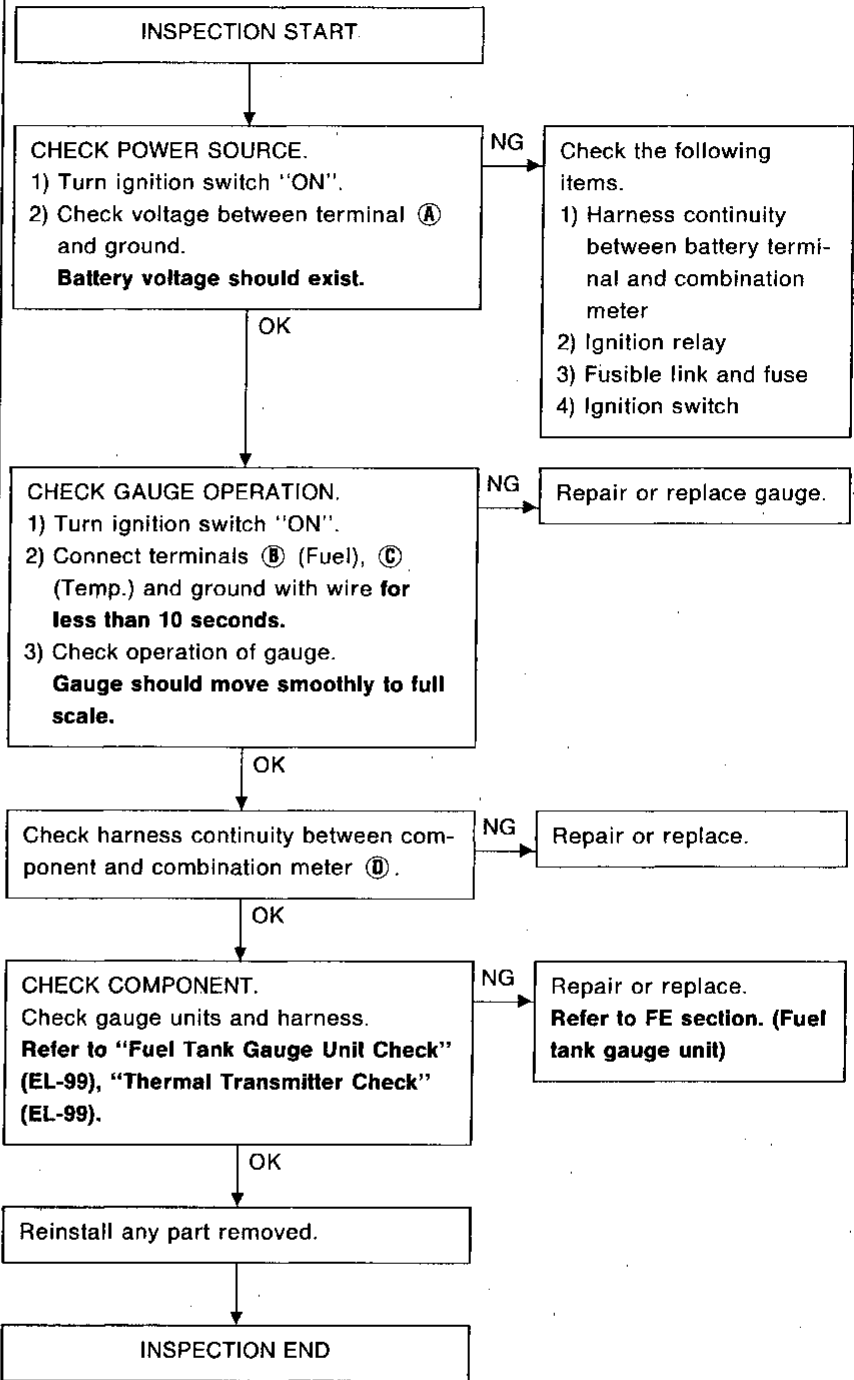 INSPECTION START
CHECK POWER SOURCE.
1) Turn ignition switch "ON".
2) Check voltage between terminal Ⓐ
and ground.
Battery voltage should exist.
NG
Check the following
items.
1) Harness continuity
between battery termi-
nal and combination
meter
2) Ignition relay
3) Fusible link and fuse
4) Ignition switch
OK
CHECK GAUGE OPERATION.
1) Turn ignition switch "ON".
2) Connect terminals Ⓑ (Fuel), Ⓒ
(Temp.) and ground with wire for
less than 10 seconds.
3) Check operation of gauge.
Gauge should move smoothly to full
scale.
NG
Repair or replace gauge.
OK
Check harness continuity between com-
ponent and combination meter Ⓓ.
NG
Repair or replace.
OK
CHECK COMPONENT.
Check gauge units and harness.
Refer to "Fuel Tank Gauge Unit Check"
(EL-99), "Thermal Transmitter Check"
(EL-99).
NG
Repair or replace.
Refer to FE section. (Fuel
tank gauge unit)
OK
Reinstall any part removed.
INSPECTION END